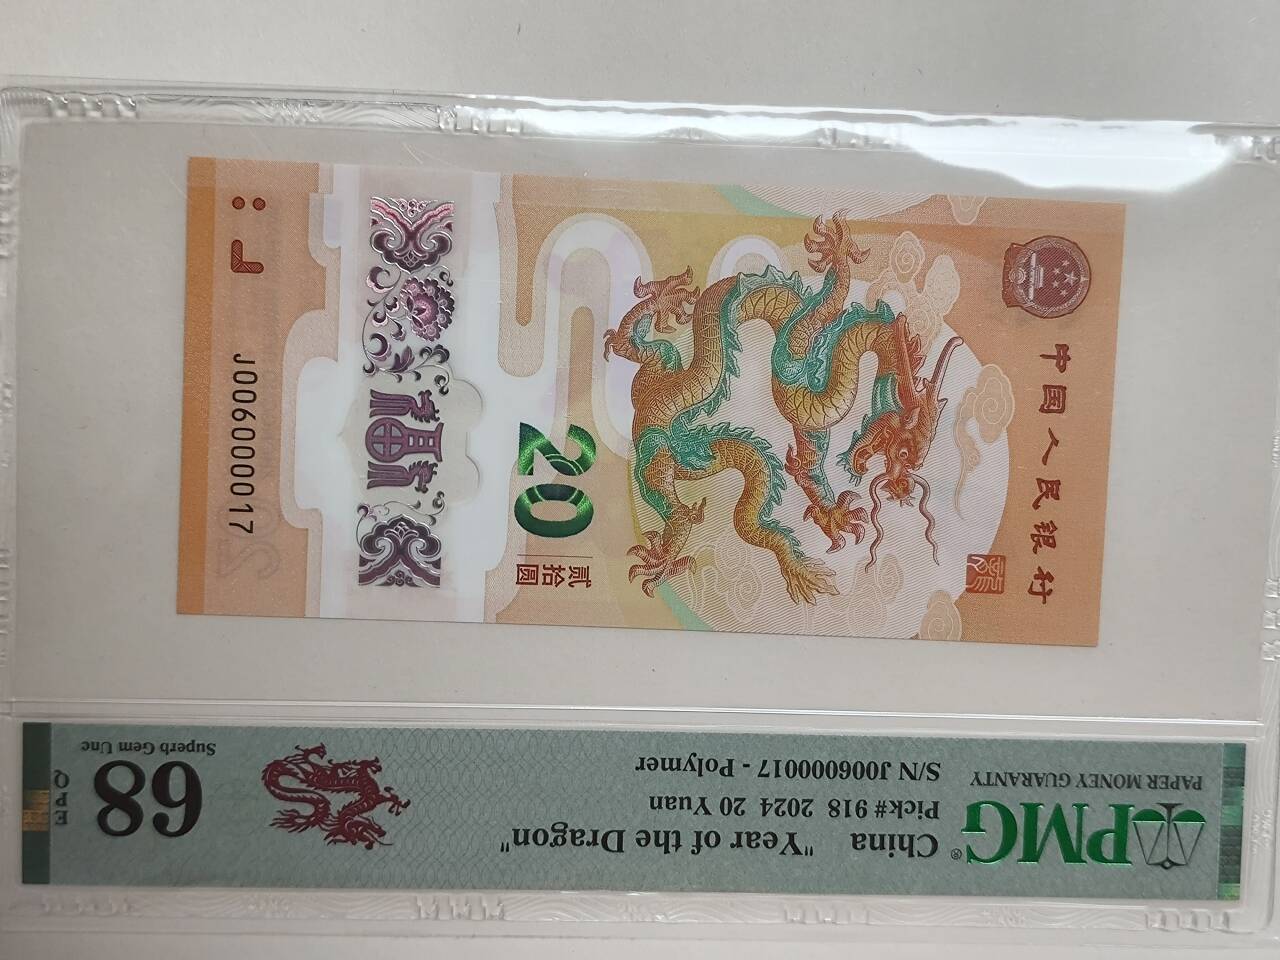 中国人民银行
20
贰拾圆
J006000017
PMG®
PAPER MONEY GUARANTY
China "Year of the Dragon"
Pick# 918 2024 20 Yuan
S/N J006000017 - Polymer
68
EPQ
Superb Gem Unc